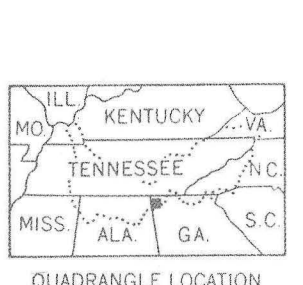 ILL.
KENTUCKY
MO.
VA.
TENNESSEE
N.C.
MISS.
ALA.
GA.
S.C.
QUADRANGLE LOCATION